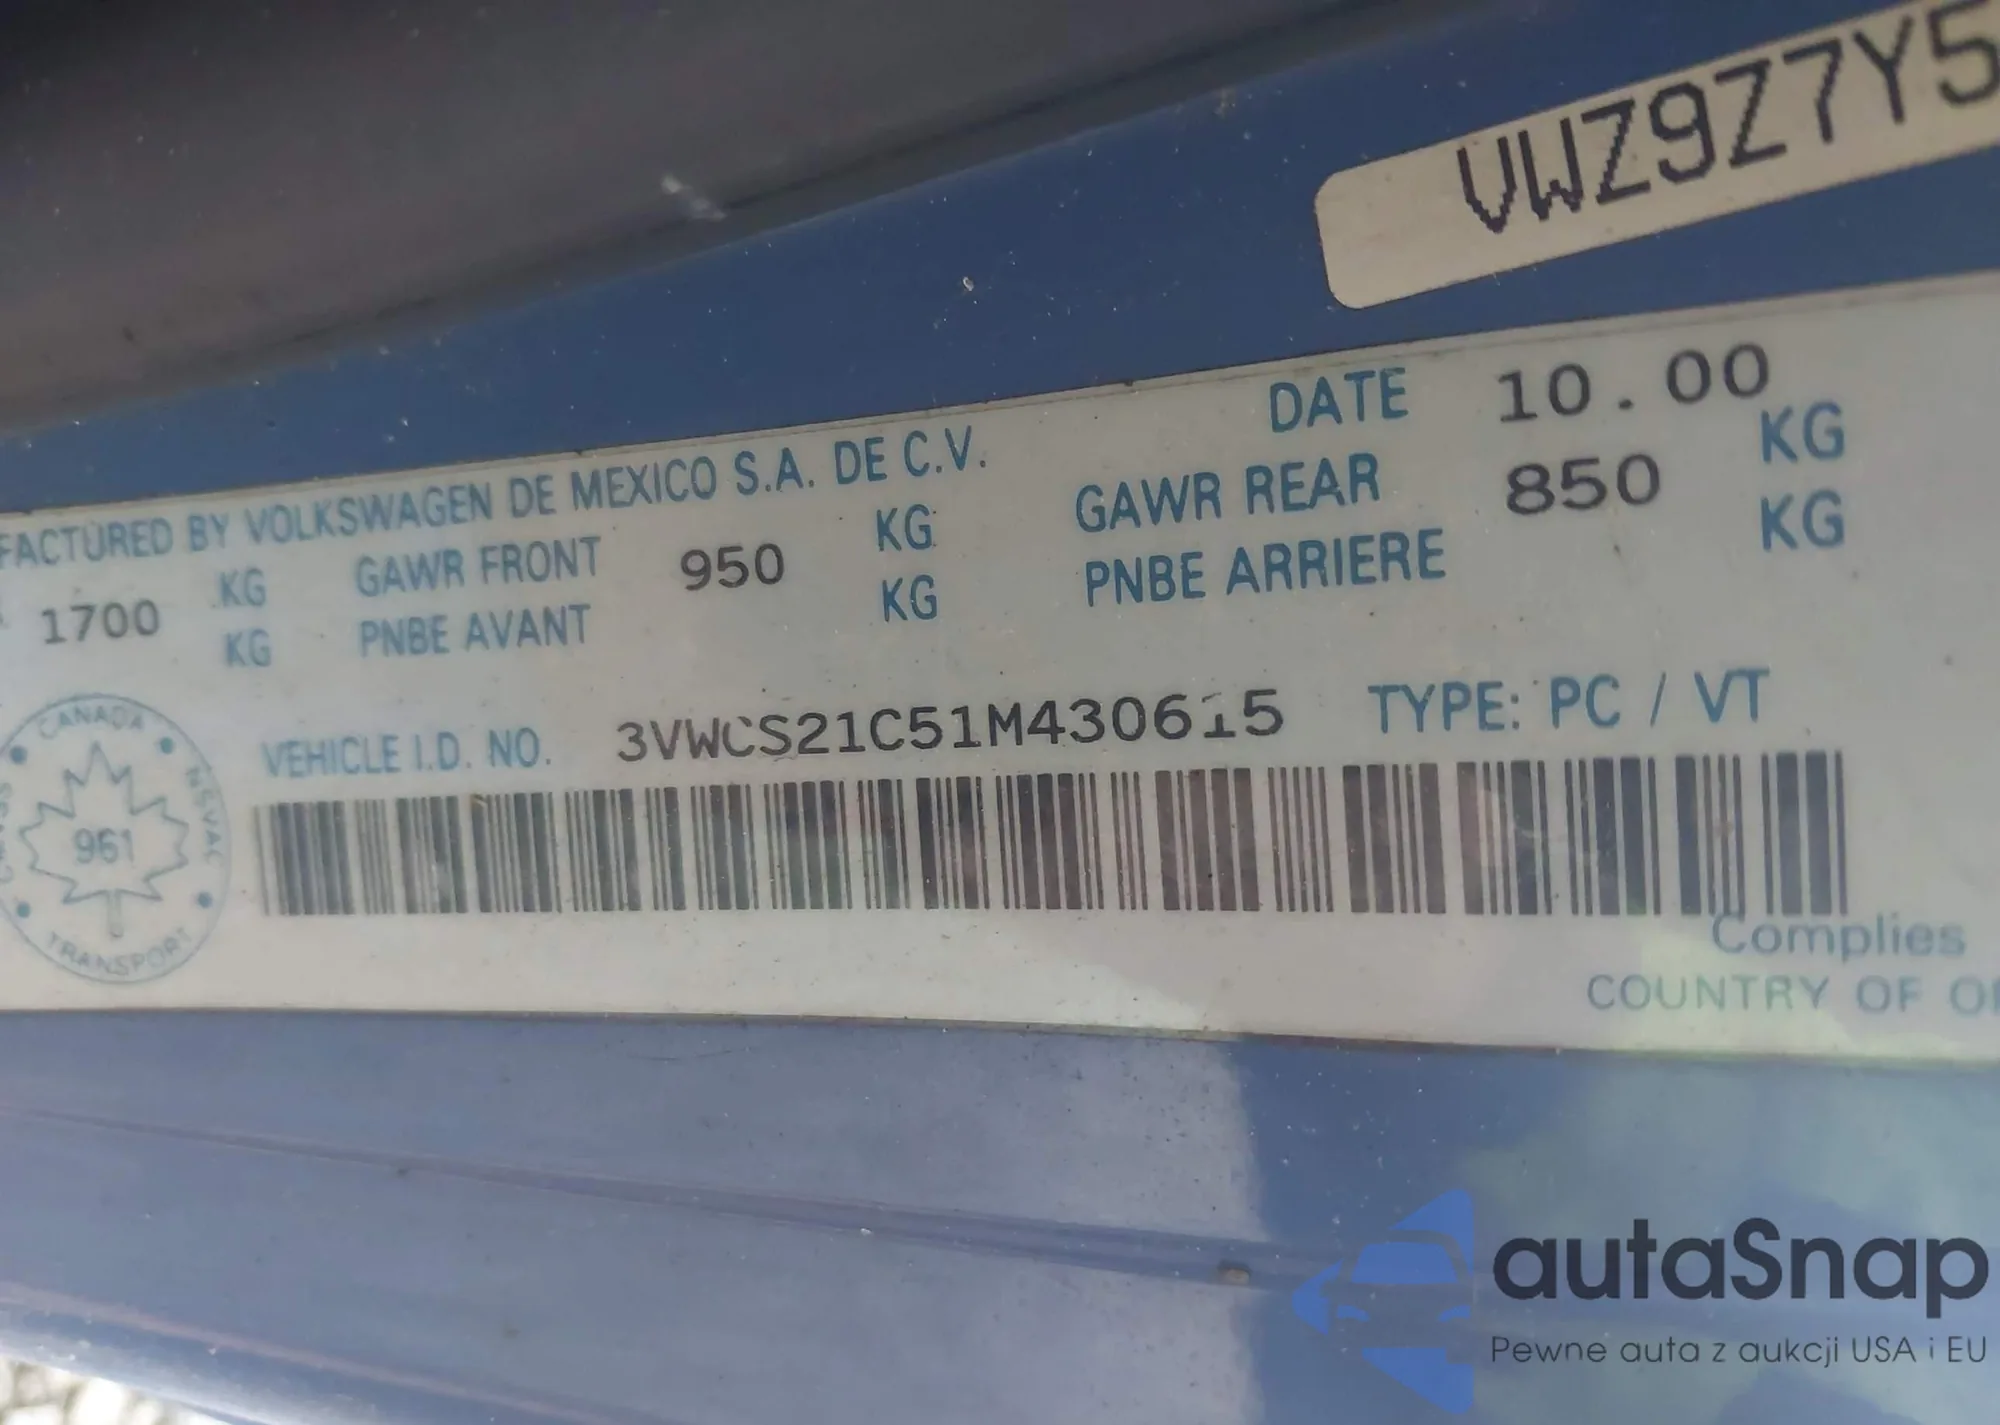 VWZ9Z7Y5
DATE 10.00
FACTURED BY VOLKSWAGEN DE MEXICO S.A. DE C.V.
1700 KG GAWR FRONT 950 KG GAWR REAR 850 KG
KG PNBE AVANT KG PNBE ARRIERE KG
VEHICLE I.D. NO. 3VWCS21C51M430615 TYPE: PC / VT
CANADA
NSVAC
961
TRANSPORT
Complies
COUNTRY OF
autaSnap
Pewne auta z aukcji USA i EU